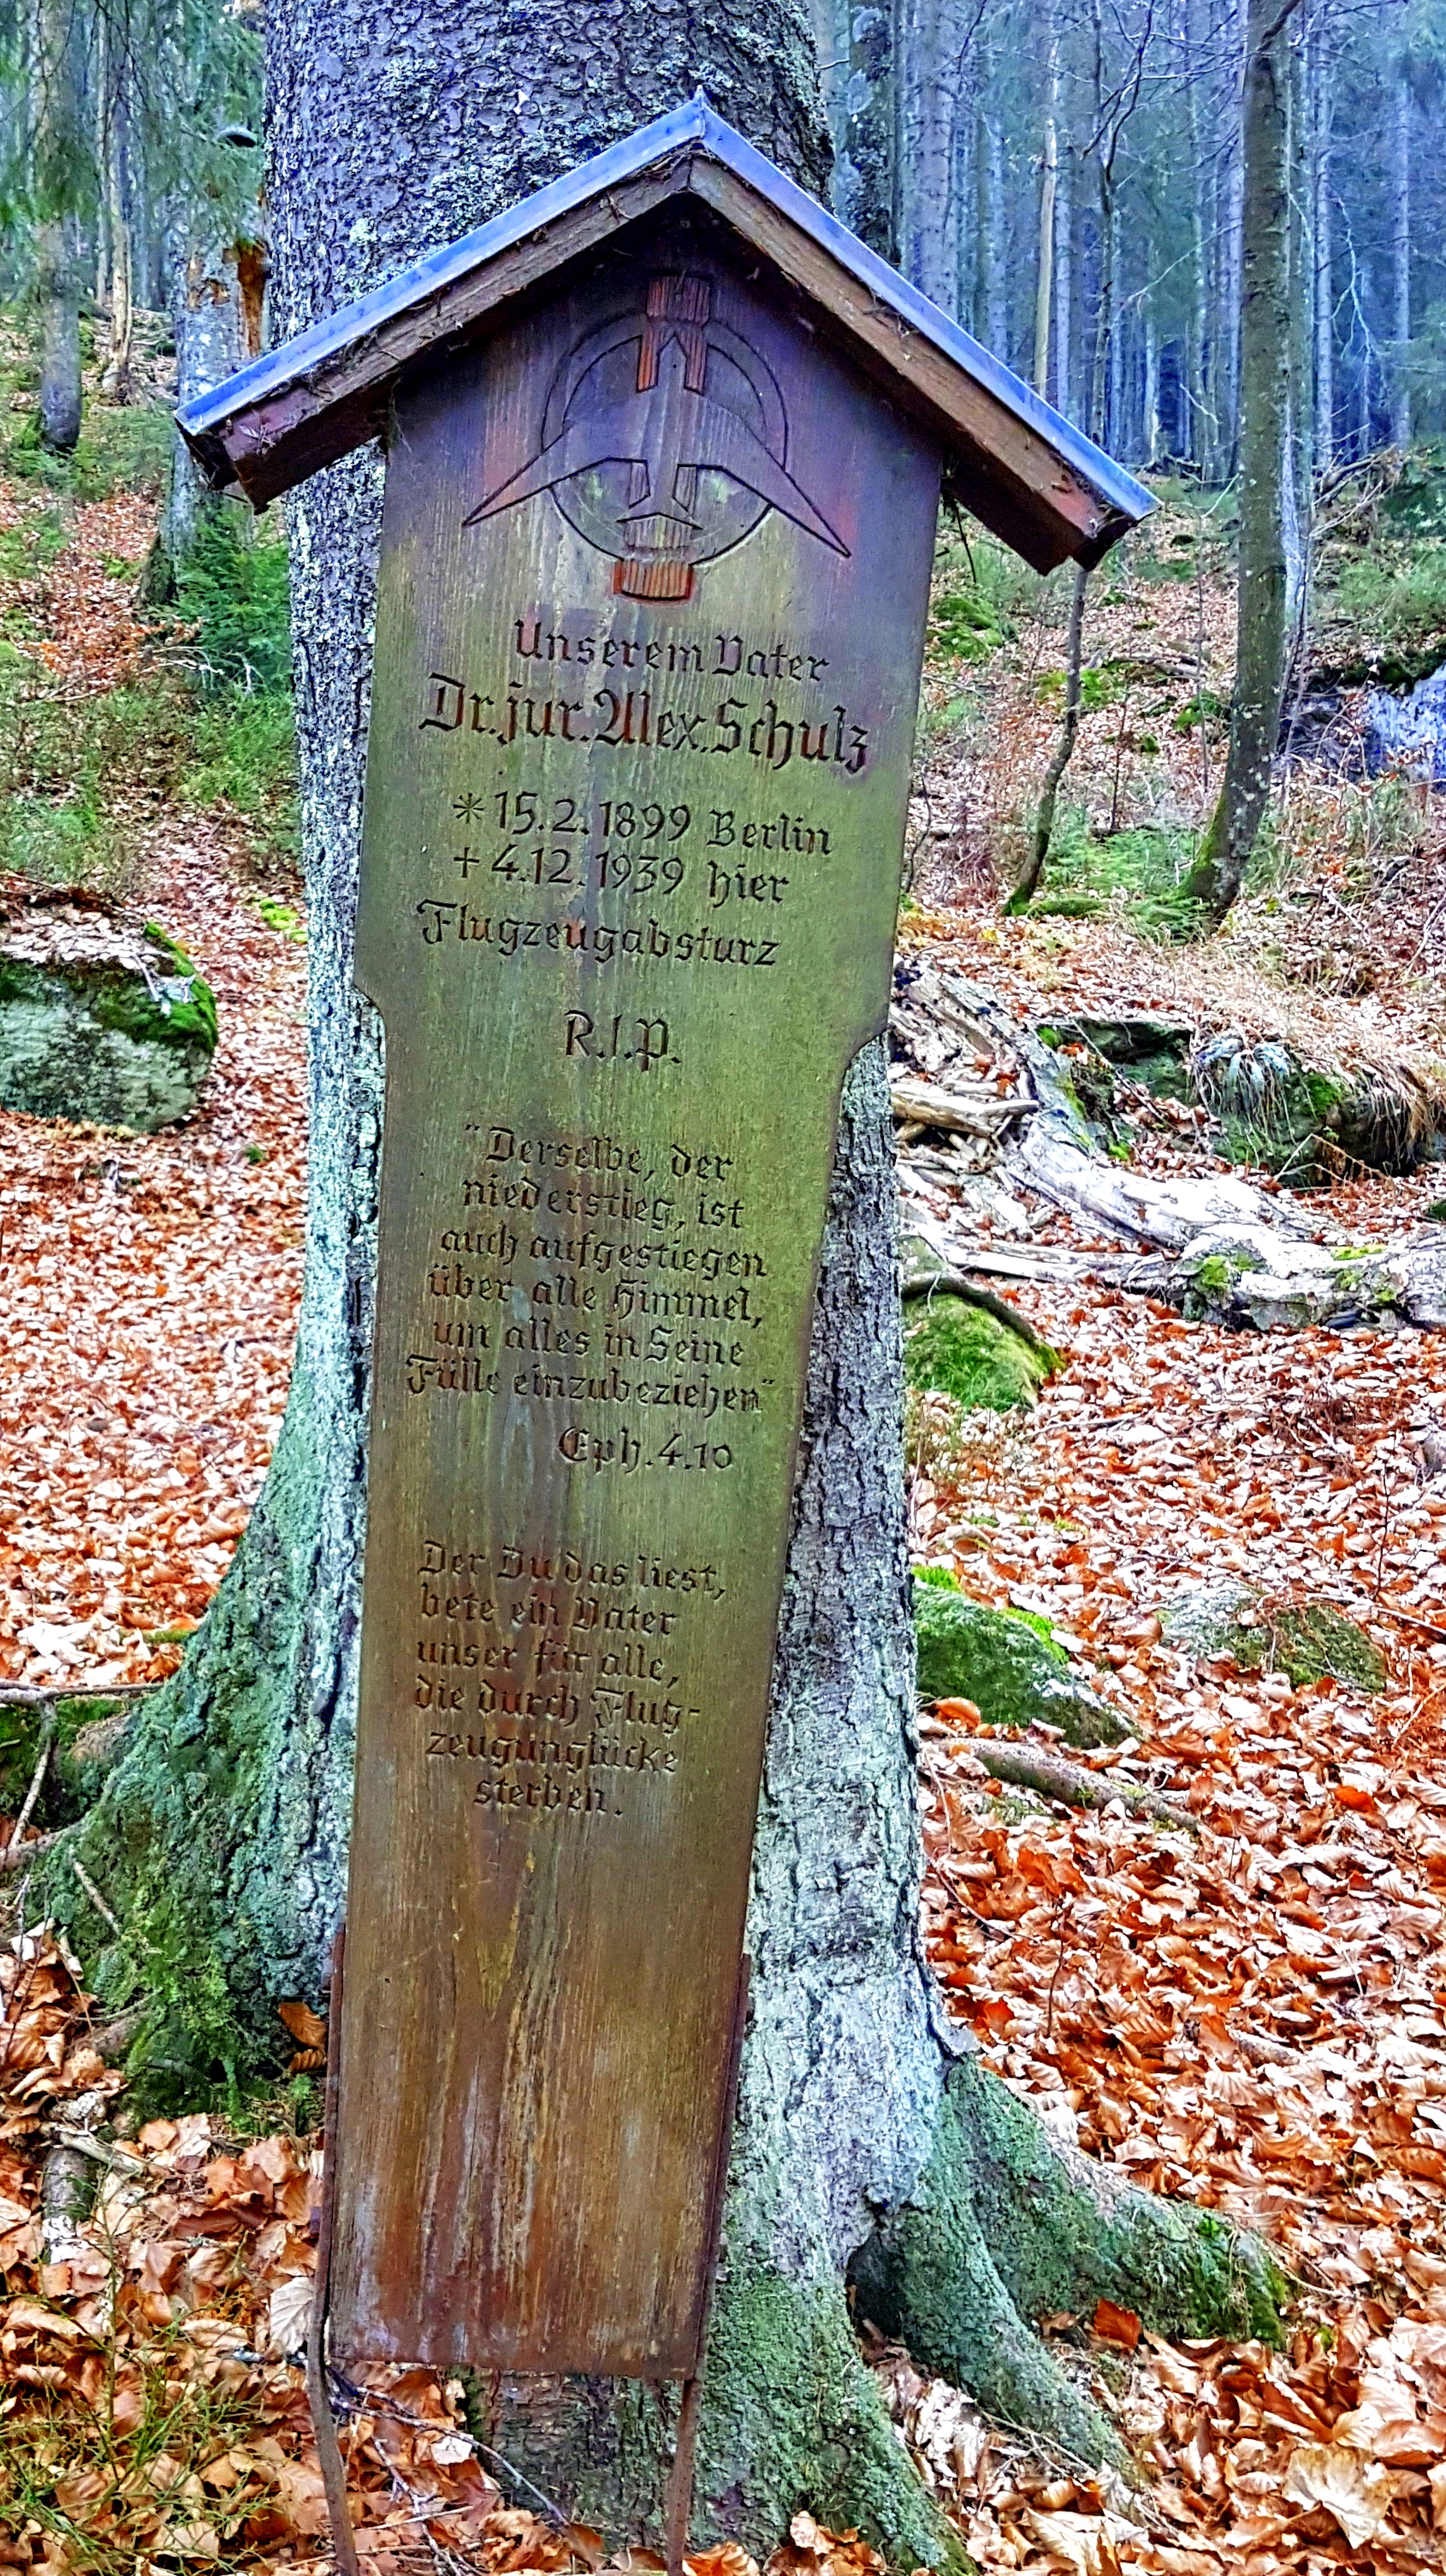 Unserem Vater
Dr. jur. Alex. Schulz
* 15.2.1899 Berlin
+ 4.12.1939 hier
Flugzeugabsturz
R.I.P.
"Derselbe, der
niederstieg, ist
auch aufgestiegen
über alle Himmel,
um alles in Seine
Fülle einzubeziehen"
Eph. 4.10
Der Du das liest,
bete ein Vater
unser für alle,
die durch Flug-
zeugunglücke
sterben.